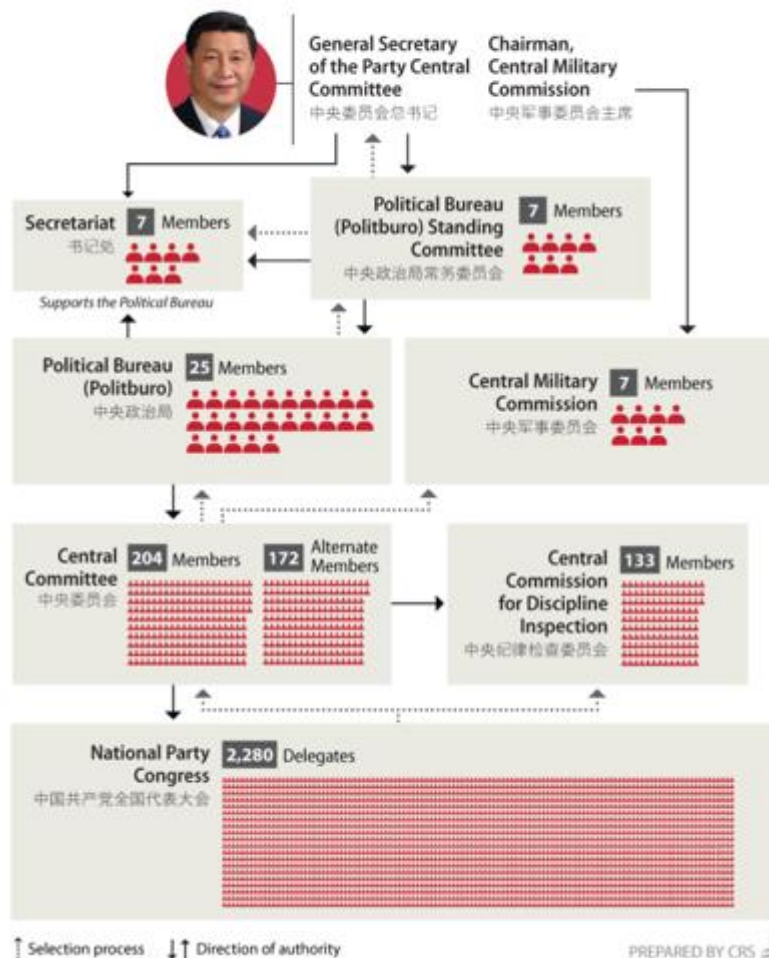 General Secretary
of the Party Central
Committee
中央委员会总书记
Chairman,
Central Military
Commission
中央军事委员会主席
Secretariat
书记处
7 Members
Supports the Political Bureau
Political Bureau
(Politburo) Standing
Committee
中央政治局常务委员会
7 Members
Political Bureau
(Politburo)
中央政治局
25 Members
Central Military
Commission
中央军事委员会
7 Members
Central
Committee
中央委员会
204 Members
172 Alternate
Members
Central
Commission
for Discipline
Inspection
中央纪律检查委员会
133 Members
National Party
Congress
中国共产党全国代表大会
2,280 Delegates
Selection process
Direction of authority
PREPARED BY CRS